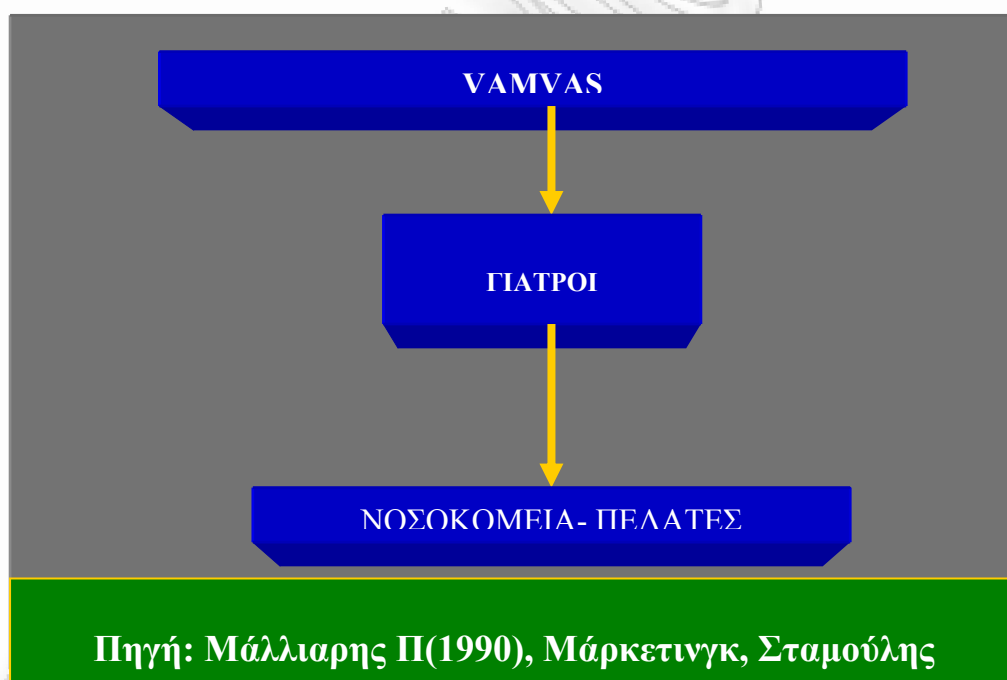 VAMVAS
ΓΙΑΤΡΟΙ
ΝΟΣΟΚΟΜΕΙΑ- ΠΕΛΑΤΕΣ
Πηγή: Μάλλιαρης Π(1990), Μάρκετινγκ, Σταμούλης